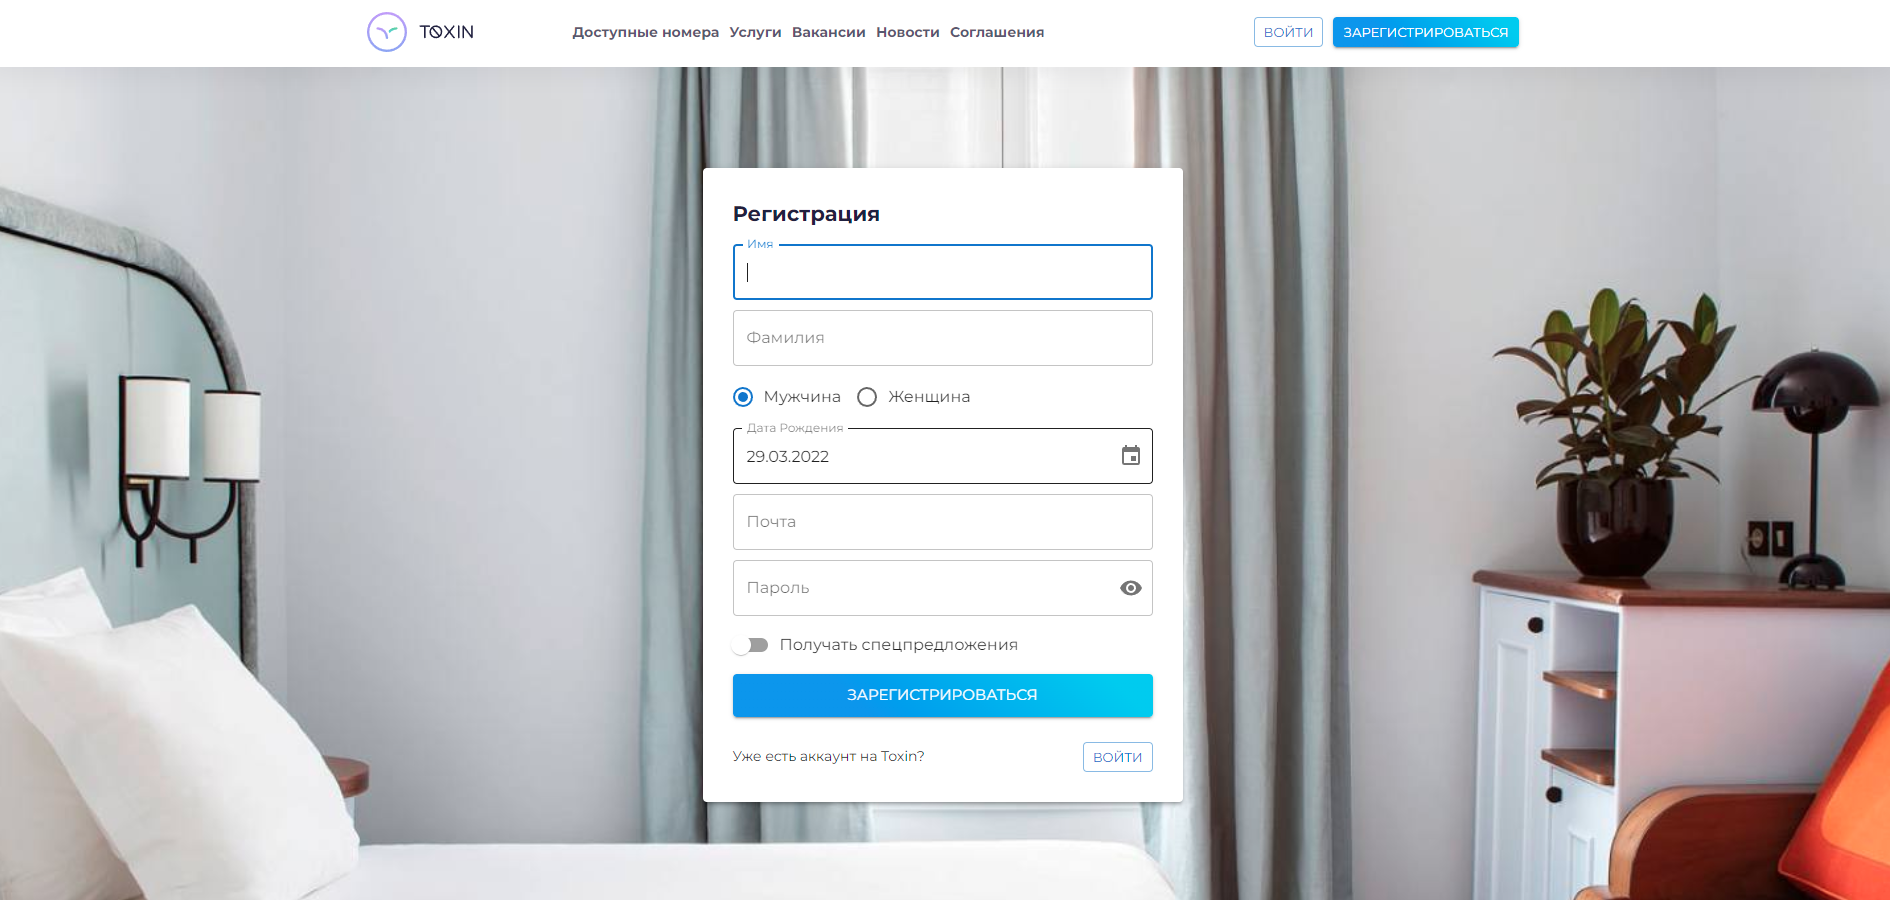 TOXIN
Доступные номера Услуги Вакансии Новости Соглашения
ВОЙТИ
ЗАРЕГИСТРИРОВАТЬСЯ
Регистрация
Имя
Фамилия
Мужчина Женщина
Дата Рождения
29.03.2022
Почта
Пароль
Получать спецпредложения
ЗАРЕГИСТРИРОВАТЬСЯ
Уже есть аккаунт на Toxin?
ВОЙТИ